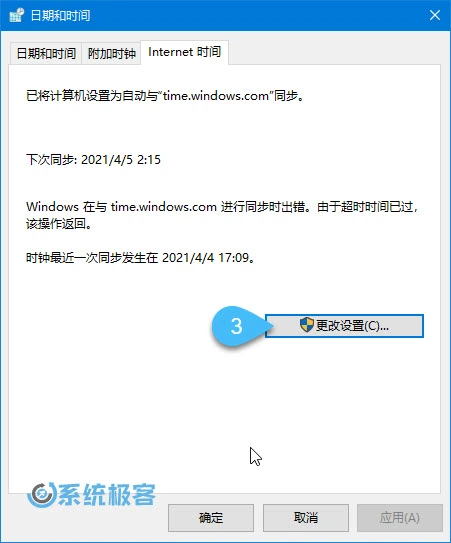 日期和时间
日期和时间 附加时钟 Internet 时间
已将计算机设置为自动与“time.windows.com”同步。
下次同步: 2021/4/5 2:15
Windows 在与 time.windows.com 进行同步时出错。由于超时时间已过，
该操作返回。
时钟最近一次同步发生在 2021/4/4 17:09。
3 更改设置(C)...
系统极客
确定 取消 应用(A)